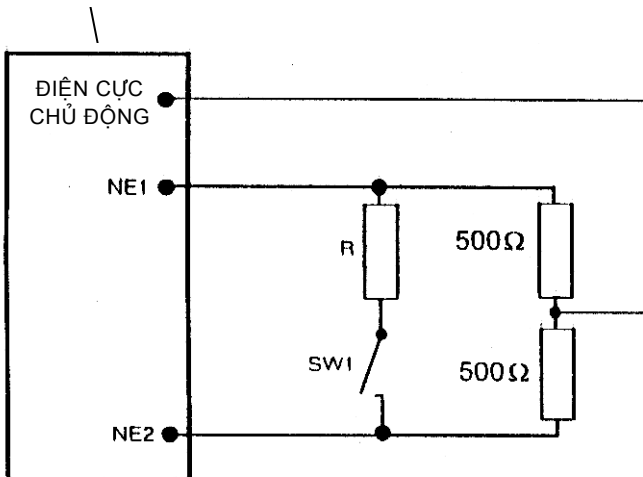 ĐIỆN CỰC
CHỦ ĐỘNG
NE1
R
500Ω
SW1
500Ω
NE2